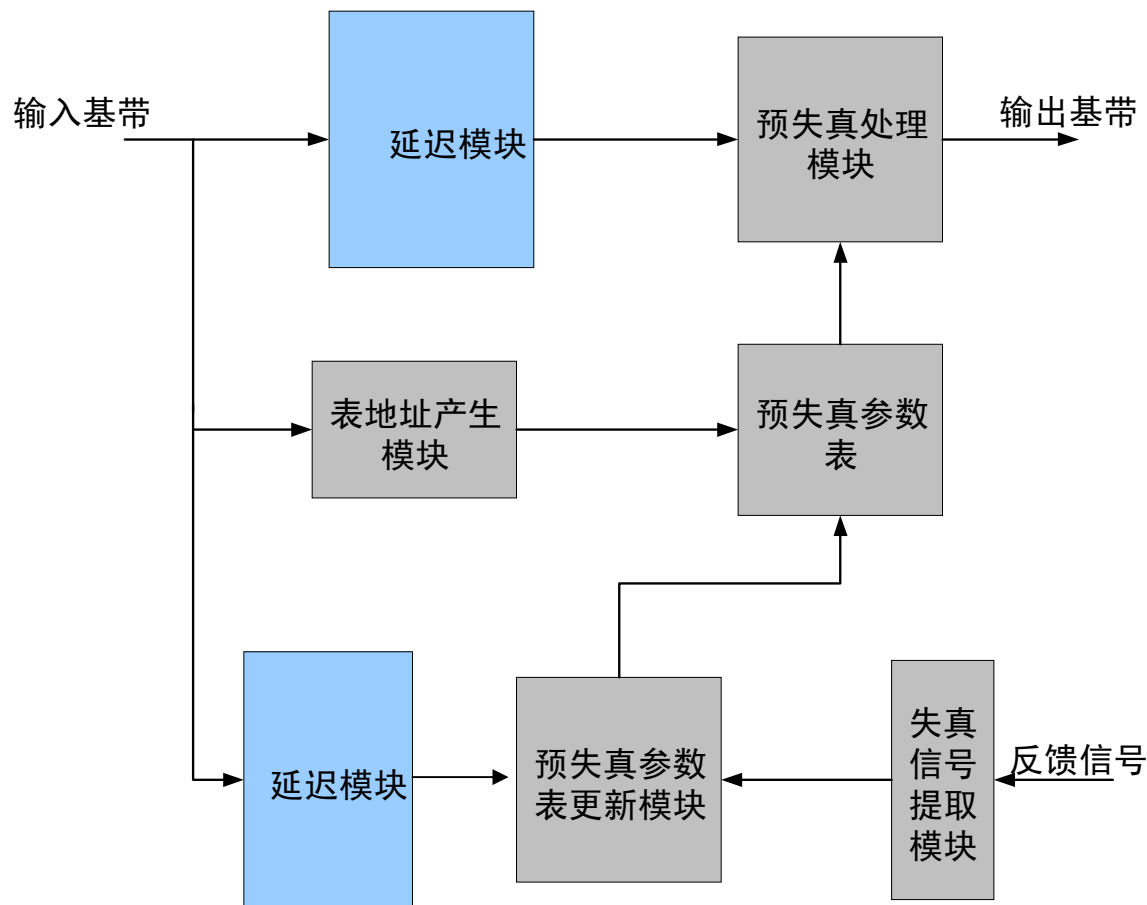 输入基带
延迟模块
预失真处理
模块
输出基带
表地址产生
模块
预失真参数
表
延迟模块
预失真参数
表更新模块
失真
信号
提取
模块
反馈信号